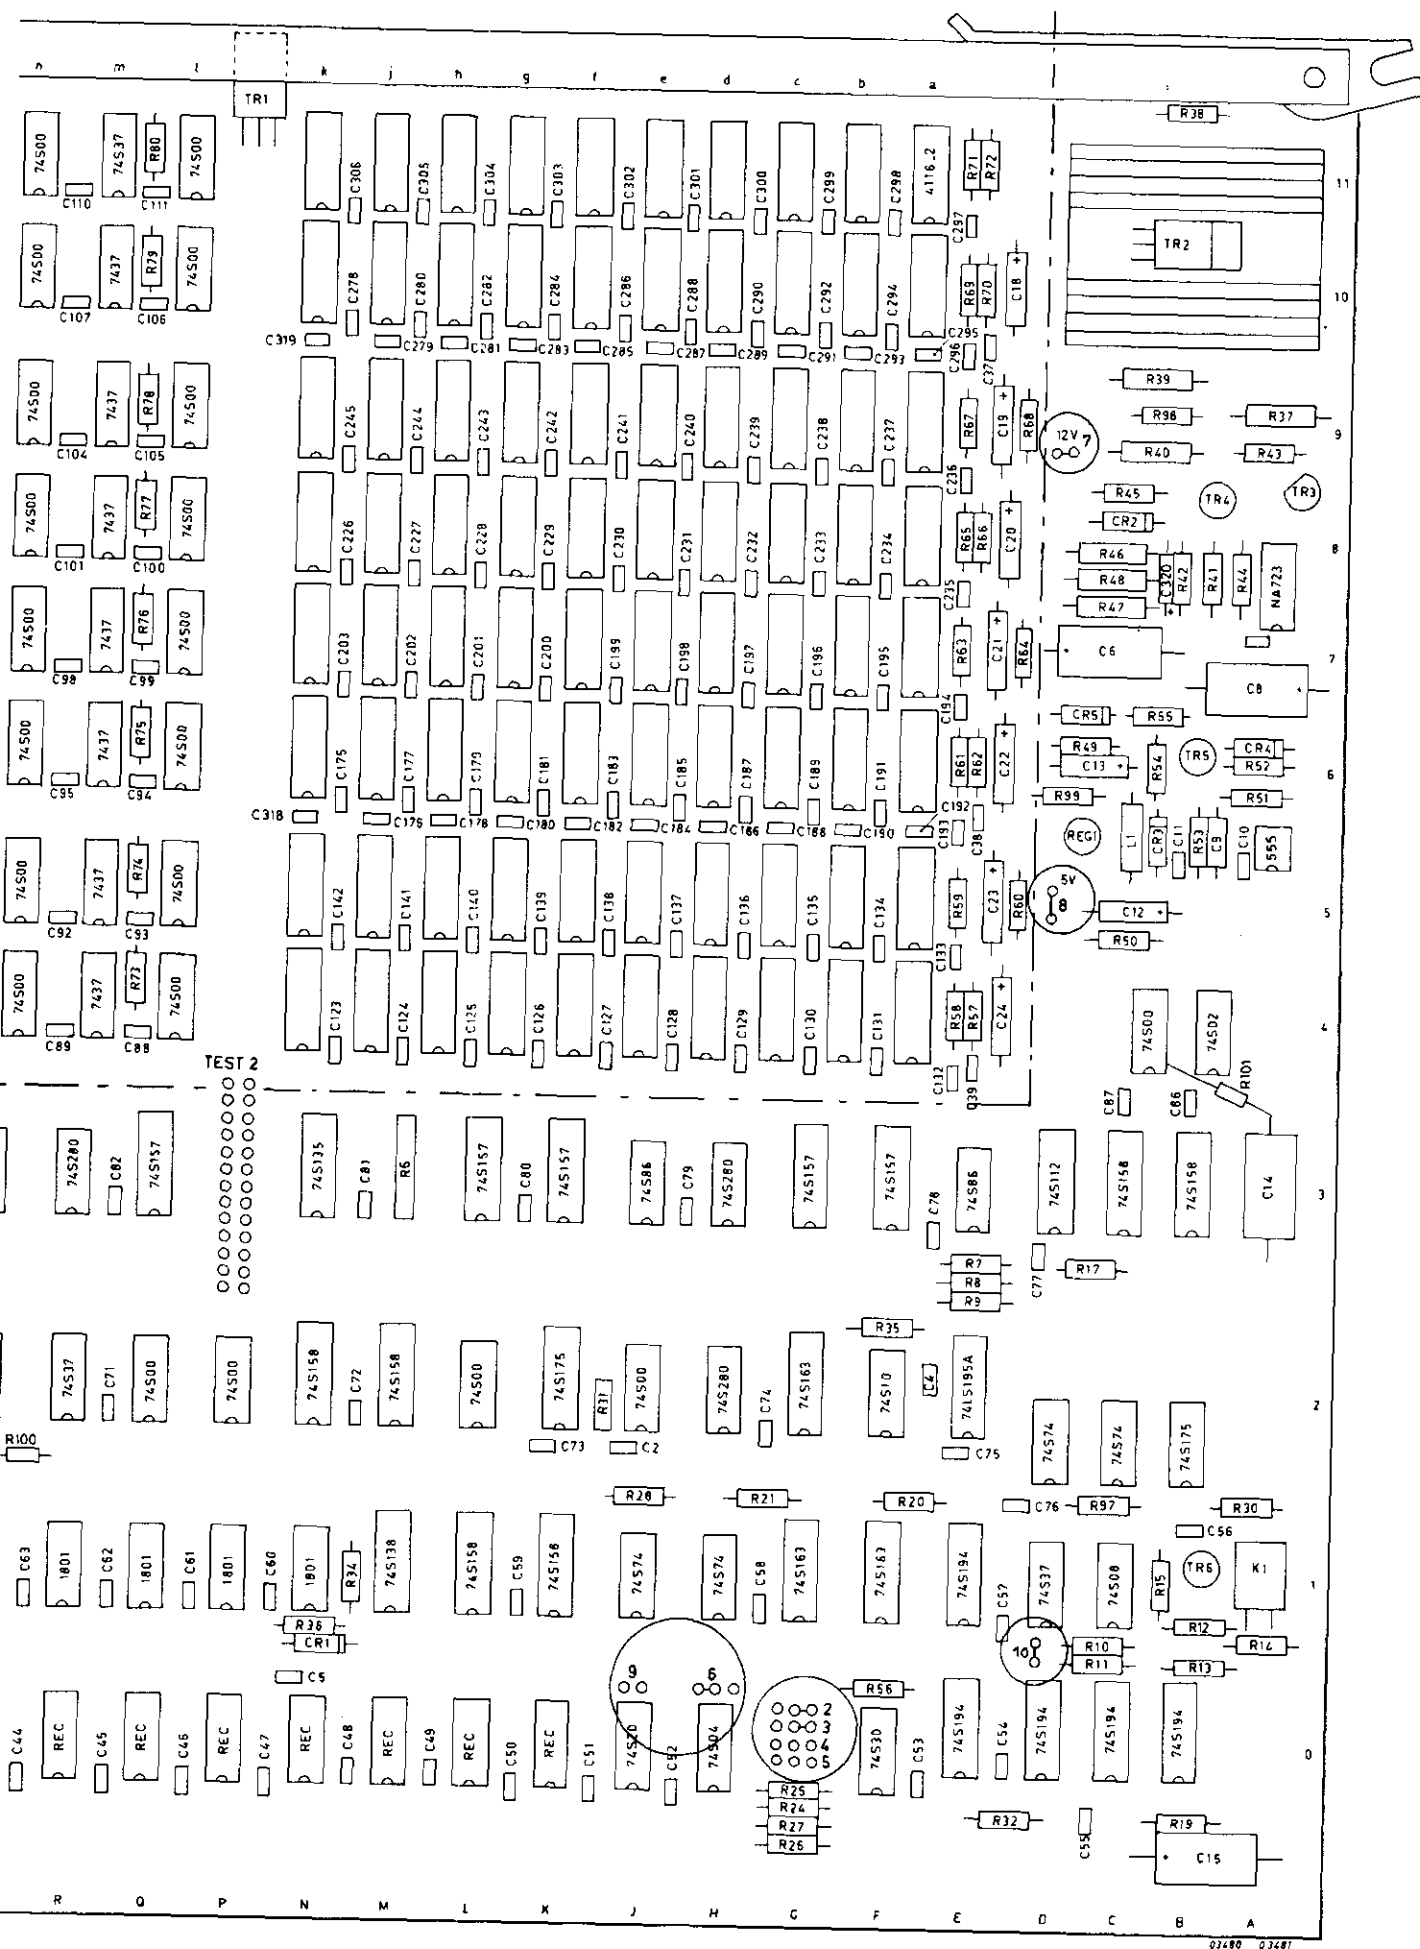 n m l k j h g f e d c b a
TR1
R38
74S00 74S37 R80 74S00 C306 C305 C304 C303 C302 C301 C300 C299 C298 4116_2 R71 R72 11
C110 C111 C297
74S00 7437 R79 74S00 C278 C280 C282 C284 C286 C288 C290 C292 C294 R69 R70 C18 + TR2 10
C107 C106
C319 C279 C281 C283 C285 C287 C289 C291 C293 C295 C296 C37
R39
74S00 7437 R78 74S00 C245 C244 C243 C242 C241 C240 C239 C238 C237 R67 C19 + R68 12V 7 R98 R37 9
C104 C105 R40 R43
C236
R45 TR4 TR3
CR2
74S00 7437 R77 74S00 C226 C227 C228 C229 C230 C231 C232 C233 C234 R65 R66 C20 + 8
C101 C100 R46
R48 C320 R42 R41 R44 NA723
C235 R47 +
74S00 7437 R76 74S00 C203 C202 C201 C200 C199 C198 C197 C196 C195 R63 C21 + R64 C6 7
C98 C99 C8
C194
CR5 R55
74S00 7437 R75 74S00 C175 C177 C179 C181 C183 C185 C187 C189 C191 R61 R62 C22 + R49 R54 TR5 CR4
C13 + R52 6
C95 C94 R99 R51
C318 C176 C178 C180 C182 C184 C186 C188 C190 C192 C193 C38
REG1 L1 CR3 C11 R53 C9 C10 555
74S00 7437 R74 74S00 C142 C141 C140 C139 C138 C137 C136 C135 C134 R59 C23 + R60 5V 8 C12 + 5
C92 C93 R50
C133
74S00 7437 R73 74S00 C123 C124 C125 C126 C127 C128 C129 C130 C131 R58 R57 C24 + 74S00 74S02 4
C89 C88
TEST 2 C132 C39 R101
C87 C86
74S280 C82 74S157 74S135 C81 R6 74S157 C80 74S157 74S86 C79 74S280 74S157 74S157 C78 74S86 74S112 74S158 74S158 C14 3
R7 C77 R17
R8
R9
R35
74S37 C71 74S00 74S00 74S158 C72 74S158 74S00 74S175 R31 74S00 74S280 C74 74S163 74S10 C4 74LS195A 2
74S74 74S74 74S175
R100 C73 C2 C75
R28 R21 R20 C76 R97 R30
C56
C63 1801 C62 1801 C61 1801 C60 1801 R34 74S138 74S158 C59 74S158 74S74 74S74 C58 74S163 74S163 74S194 C57 74S37 74S08 R15 TR6 K1 1
R36 R12
CR1 10 R10 R14
R11 R13
C5 9 6 R56
2
3
4
5
C44 REC C45 REC C46 REC C47 REC C48 REC C49 REC C50 REC C51 74S20 C52 74S04 74S30 C53 74S194 C54 74S194 74S194 74S194 0
R25
R24
R27 R32 C55 R19
R26 C15
R Q P N M L K J H G F E D C B A
03480 03481